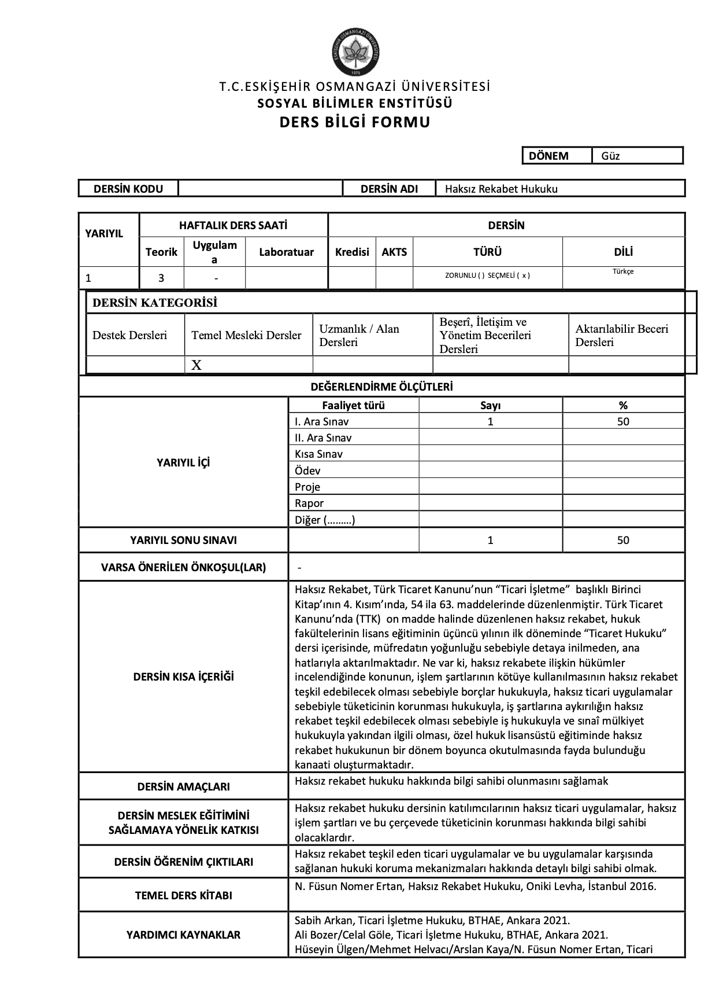 ESKİŞEHİR OSMANGAZİ ÜNİVERSİTESİ
1970
T.C.ESKİŞEHİR OSMANGAZİ ÜNİVERSİTESİ
SOSYAL BİLİMLER ENSTİTÜSÜ
DERS BİLGİ FORMU
DÖNEM Güz
DERSİN KODU DERSİN ADI Haksız Rekabet Hukuku
YARIYIL HAFTALIK DERS SAATİ DERSİN
Teorik Uygulam
a Laboratuar Kredisi AKTS TÜRÜ DİLİ
1 3 - ZORUNLU ( ) SEÇMELİ ( x ) Türkçe
DERSİN KATEGORİSİ
Destek Dersleri
Temel Mesleki Dersler
Uzmanlık / Alan
Dersleri
Beşerî, İletişim ve
Yönetim Becerileri
Dersleri
Aktarılabilir Beceri
Dersleri
X
DEĞERLENDİRME ÖLÇÜTLERİ
YARIYIL İÇİ
Faaliyet türü Sayı %
I. Ara Sınav 1 50
II. Ara Sınav
Kısa Sınav
Ödev
Proje
Rapor
Diğer (………)
YARIYIL SONU SINAVI 1 50
VARSA ÖNERİLEN ÖNKOŞUL(LAR) -
DERSİN KISA İÇERİĞİ
Haksız Rekabet, Türk Ticaret Kanunu’nun “Ticari İşletme” başlıklı Birinci
Kitap’ının 4. Kısım’ında, 54 ila 63. maddelerinde düzenlenmiştir. Türk Ticaret
Kanunu’nda (TTK) on madde halinde düzenlenen haksız rekabet, hukuk
fakültelerinin lisans eğitiminin üçüncü yılının ilk döneminde “Ticaret Hukuku”
dersi içerisinde, müfredatın yoğunluğu sebebiyle detaya inilmeden, ana
hatlarıyla aktarılmaktadır. Ne var ki, haksız rekabete ilişkin hükümler
incelendiğinde konunun, işlem şartlarının kötüye kullanılmasının haksız rekabet
teşkil edebilecek olması sebebiyle borçlar hukukuyla, haksız ticari uygulamalar
sebebiyle tüketicinin korunması hukukuyla, iş şartlarına aykırılığın haksız
rekabet teşkil edebilecek olması sebebiyle iş hukukuyla ve sınaî mülkiyet
hukukuyla yakından ilgili olması, özel hukuk lisansüstü eğitiminde haksız
rekabet hukukunun bir dönem boyunca okutulmasında fayda bulunduğu
kanaati oluşturmaktadır.
DERSİN AMAÇLARI
Haksız rekabet hukuku hakkında bilgi sahibi olunmasını sağlamak
DERSİN MESLEK EĞİTİMİNİ
SAĞLAMAYA YÖNELİK KATKISI
Haksız rekabet hukuku dersinin katılımcılarının haksız ticari uygulamalar, haksız
işlem şartları ve bu çerçevede tüketicinin korunması hakkında bilgi sahibi
olacaklardır.
DERSİN ÖĞRENİM ÇIKTILARI
Haksız rekabet teşkil eden ticari uygulamalar ve bu uygulamalar karşısında
sağlanan hukuki koruma mekanizmaları hakkında detaylı bilgi sahibi olmak.
TEMEL DERS KİTABI
N. Füsun Nomer Ertan, Haksız Rekabet Hukuku, Oniki Levha, İstanbul 2016.
YARDIMCI KAYNAKLAR
Sabih Arkan, Ticari İşletme Hukuku, BTHAE, Ankara 2021.
Ali Bozer/Celal Göle, Ticari İşletme Hukuku, BTHAE, Ankara 2021.
Hüseyin Ülgen/Mehmet Helvacı/Arslan Kaya/N. Füsun Nomer Ertan, Ticari